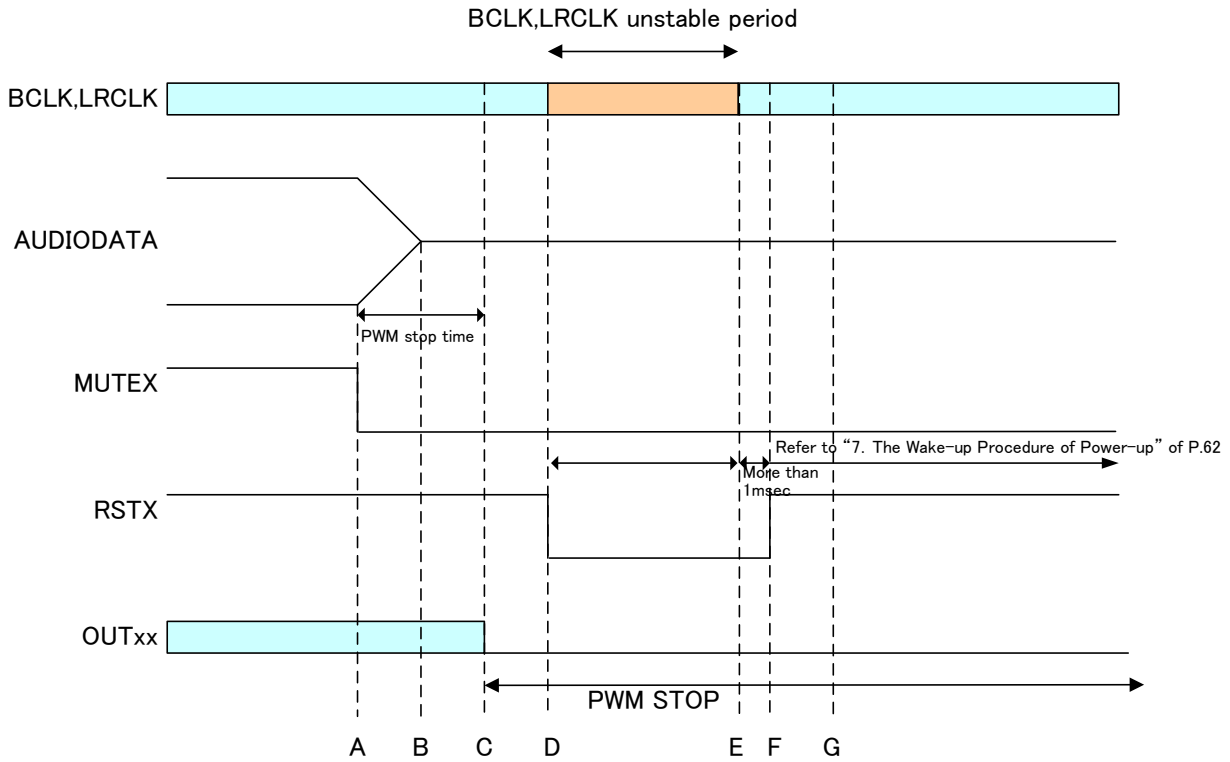 BCLK,LRCLK unstable period
BCLK,LRCLK
AUDIODATA
PWM stop time
MUTEX
Refer to “7. The Wake-up Procedure of Power-up” of P.62
More than
1msec
RSTX
OUTxx
PWM STOP
A B C D E F G